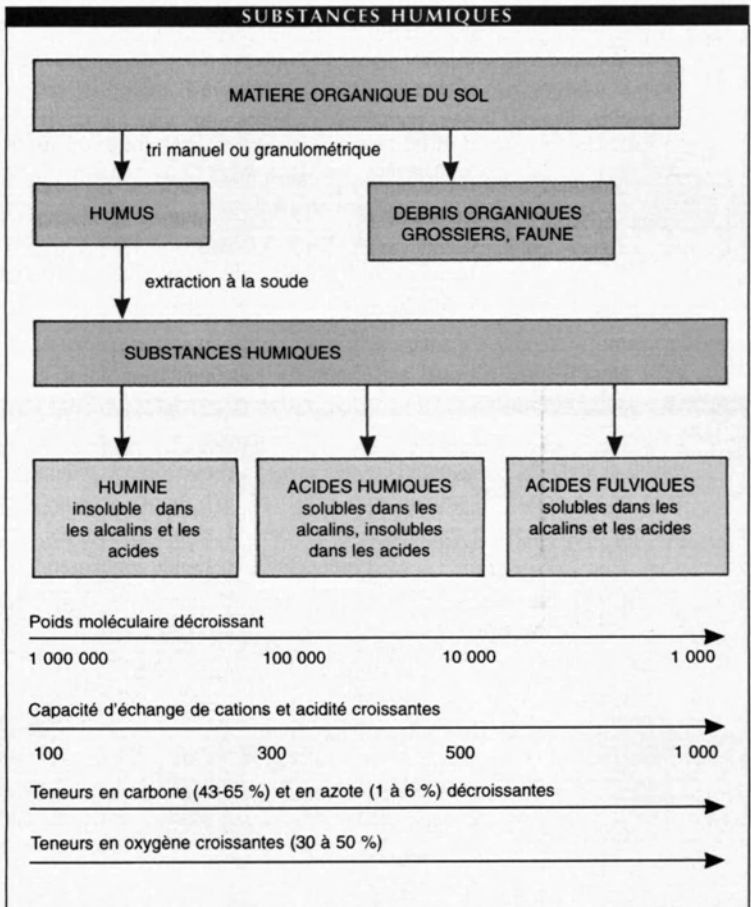 SUBSTANCES HUMIQUES
MATIERE ORGANIQUE DU SOL
tri manuel ou granulométrique
HUMUS
DEBRIS ORGANIQUES
GROSSIERS, FAUNE
extraction à la soude
SUBSTANCES HUMIQUES
HUMINE
insoluble dans
les alcalins et les
acides
ACIDES HUMIQUES
solubles dans les
alcalins, insolubles
dans les acides
ACIDES FULVIQUES
solubles dans les
alcalins et les acides
Poids moléculaire décroissant
1 000 000 100 000 10 000 1 000
Capacité d'échange de cations et acidité croissantes
100 300 500 1 000
Teneurs en carbone (43-65 %) et en azote (1 à 6 %) décroissantes
Teneurs en oxygène croissantes (30 à 50 %)